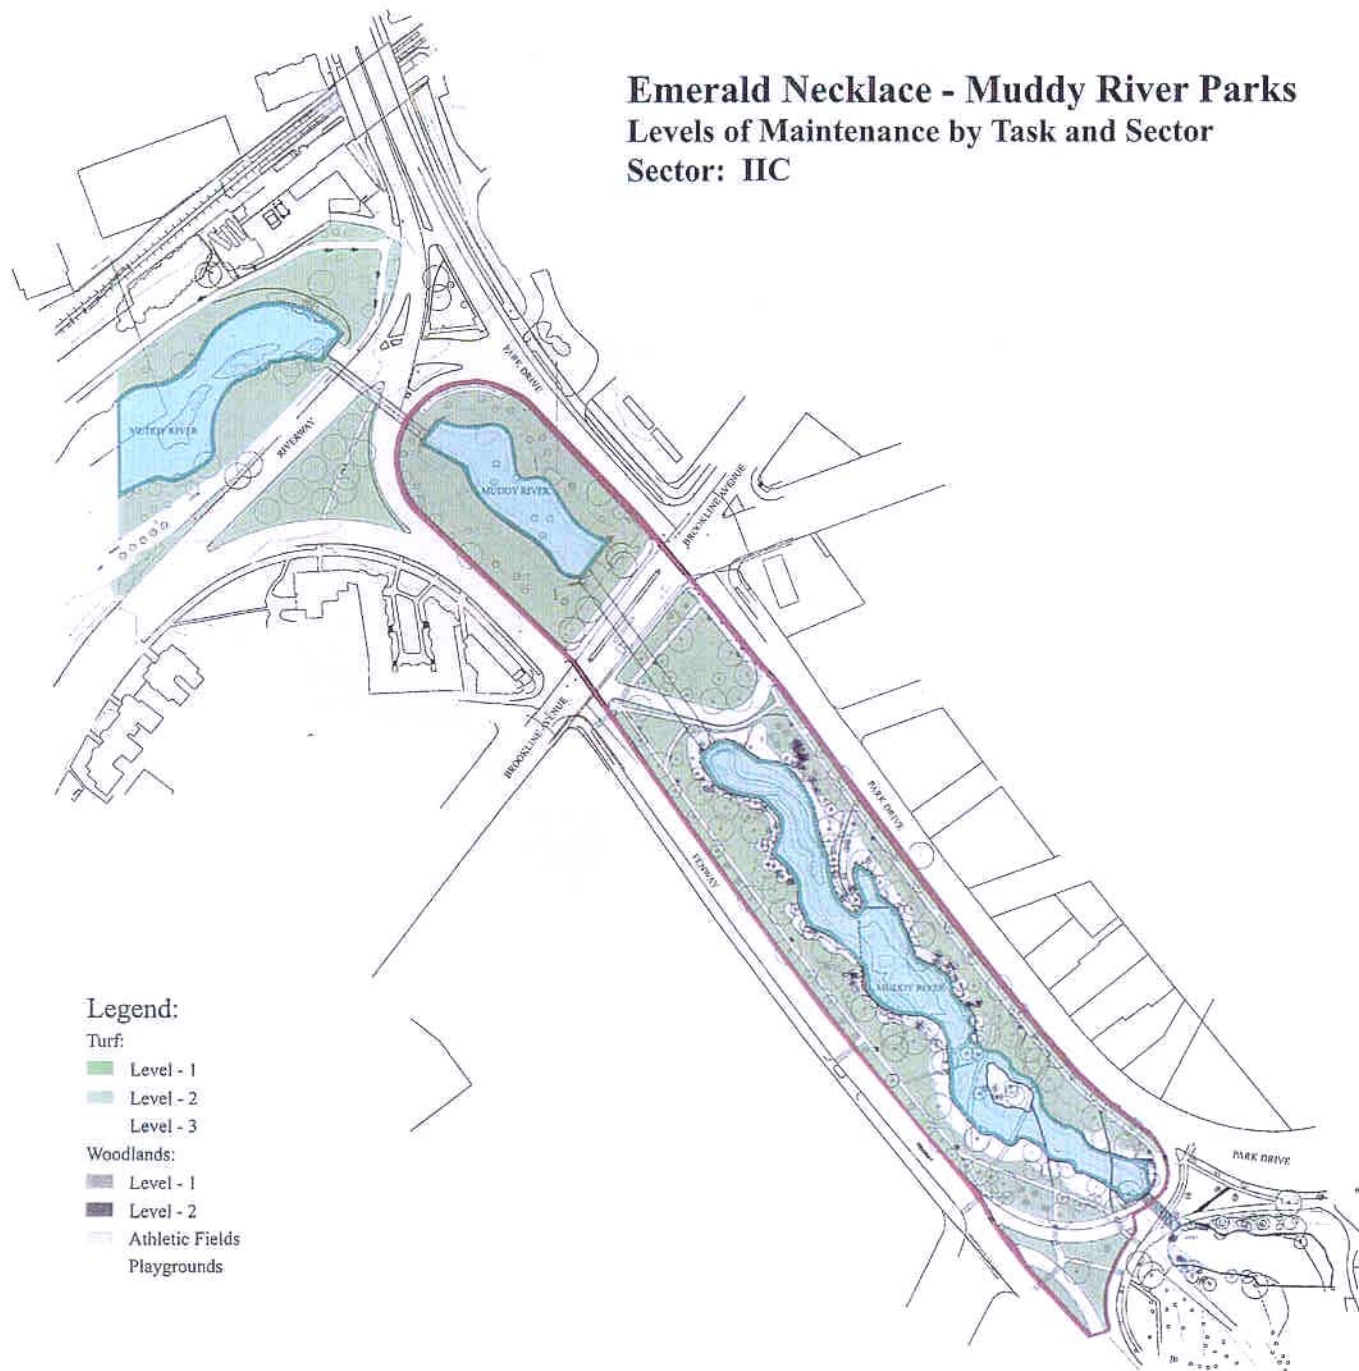 Emerald Necklace - Muddy River Parks
Levels of Maintenance by Task and Sector
Sector: IIC
PARK DRIVE
MUDDY RIVER
RIVERWAY
MUDDY RIVER
BROOKLINE AVENUE
BROOKLINE AVENUE
PARK DRIVE
FENWAY
MUDDY RIVER
PARK DRIVE
Legend:
Turf:
Level - 1
Level - 2
Level - 3
Woodlands:
Level - 1
Level - 2
Athletic Fields
Playgrounds